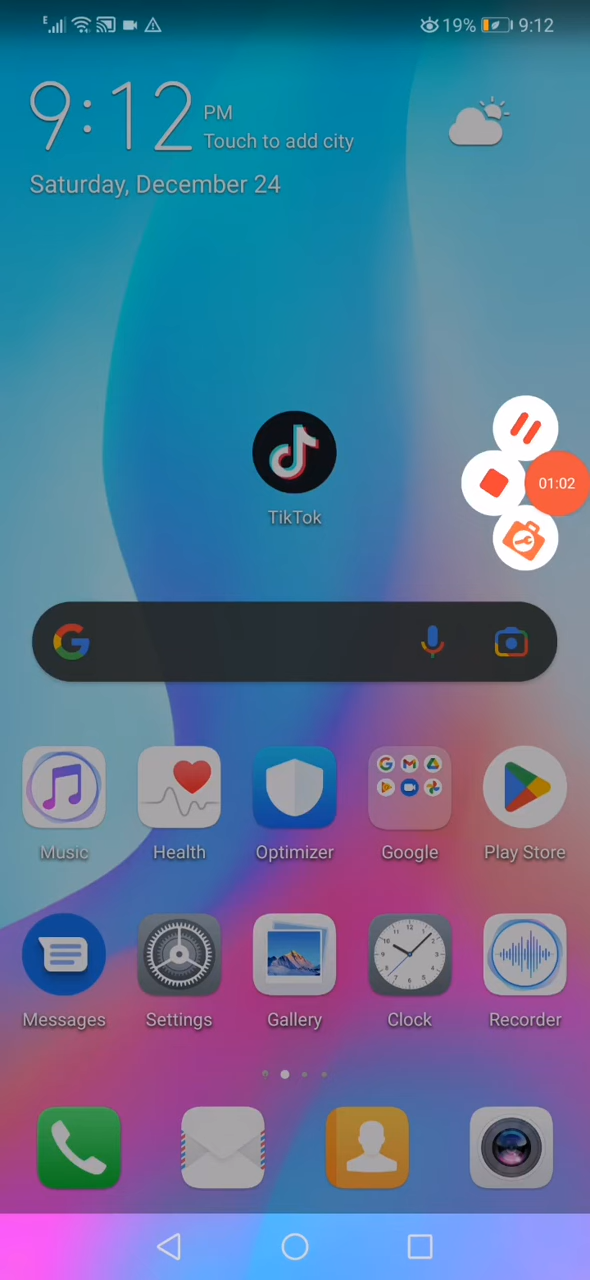 E 19% 9:12
9:12 PM
Touch to add city
Saturday, December 24
TikTok
01:02
Music Health Optimizer Google Play Store
Messages Settings Gallery Clock Recorder